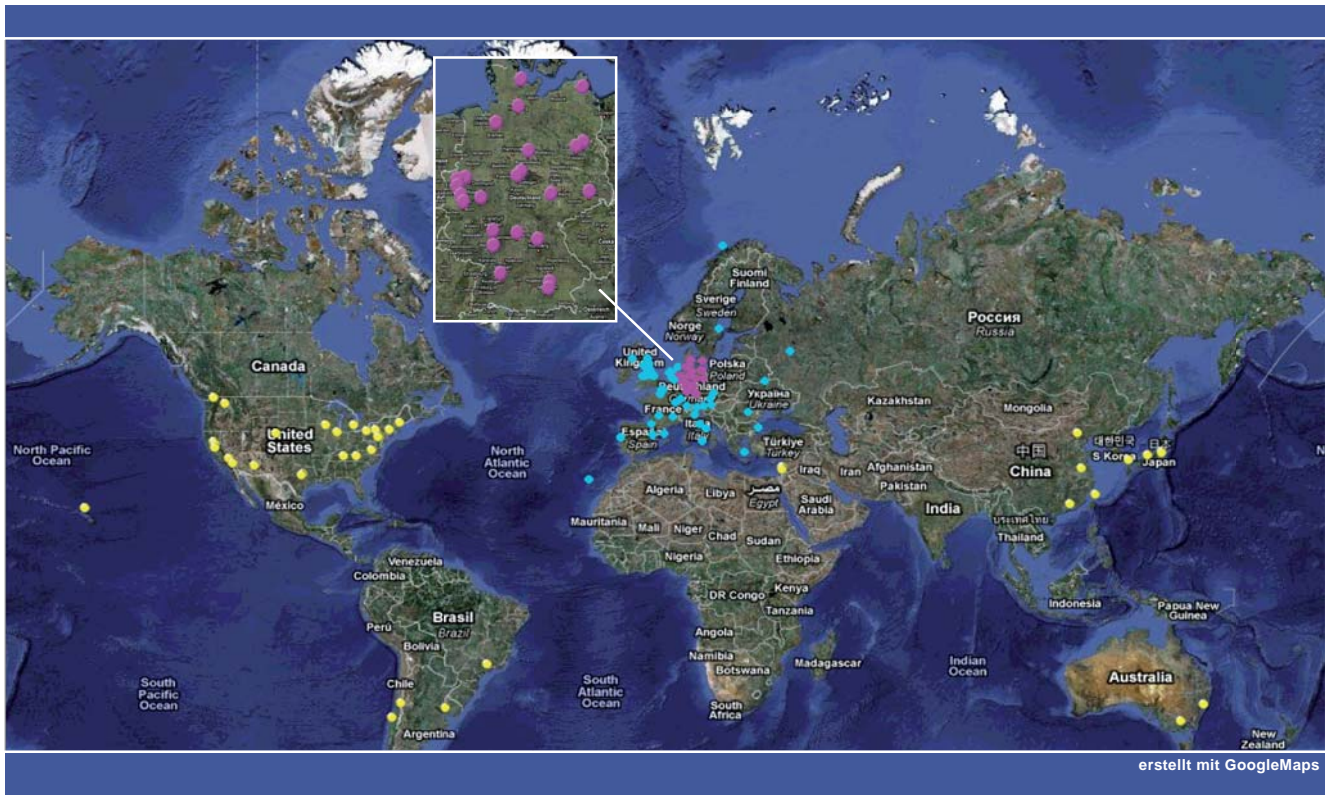 Suomi
Finland
Sverige
Sweden
Norge
Norway
Россия
Russia
United
Kingdom
Polska
Poland
Deutschland
Canada
France
Україна
Ukraine
Kazakhstan
Mongolia
Italia
Italy
España
Spain
Türkiye
Turkey
United
States
North Pacific
Ocean
North
Atlantic
Ocean
中国
China
대한민국
S Korea
日本
Japan
N
Iraq
Iran
Afghanistan
Pakistan
Algeria
Libya
مصر
Egypt
Saudi
Arabia
India
México
Mauritania
Mali
Niger
Chad
Sudan
ประเทศไทย
Thailand
Nigeria
Ethiopia
Venezuela
Colombia
Kenya
DR Congo
Tanzania
Indonesia
Papua New
Guinea
Brasil
Brazil
Perú
Bolivia
Angola
Namibia
Botswana
Madagascar
Indian
Ocean
South
Pacific
Ocean
Chile
South
Atlantic
Ocean
Australia
South
Africa
Argentina
New
Zealand
Deutschland
erstellt mit GoogleMaps